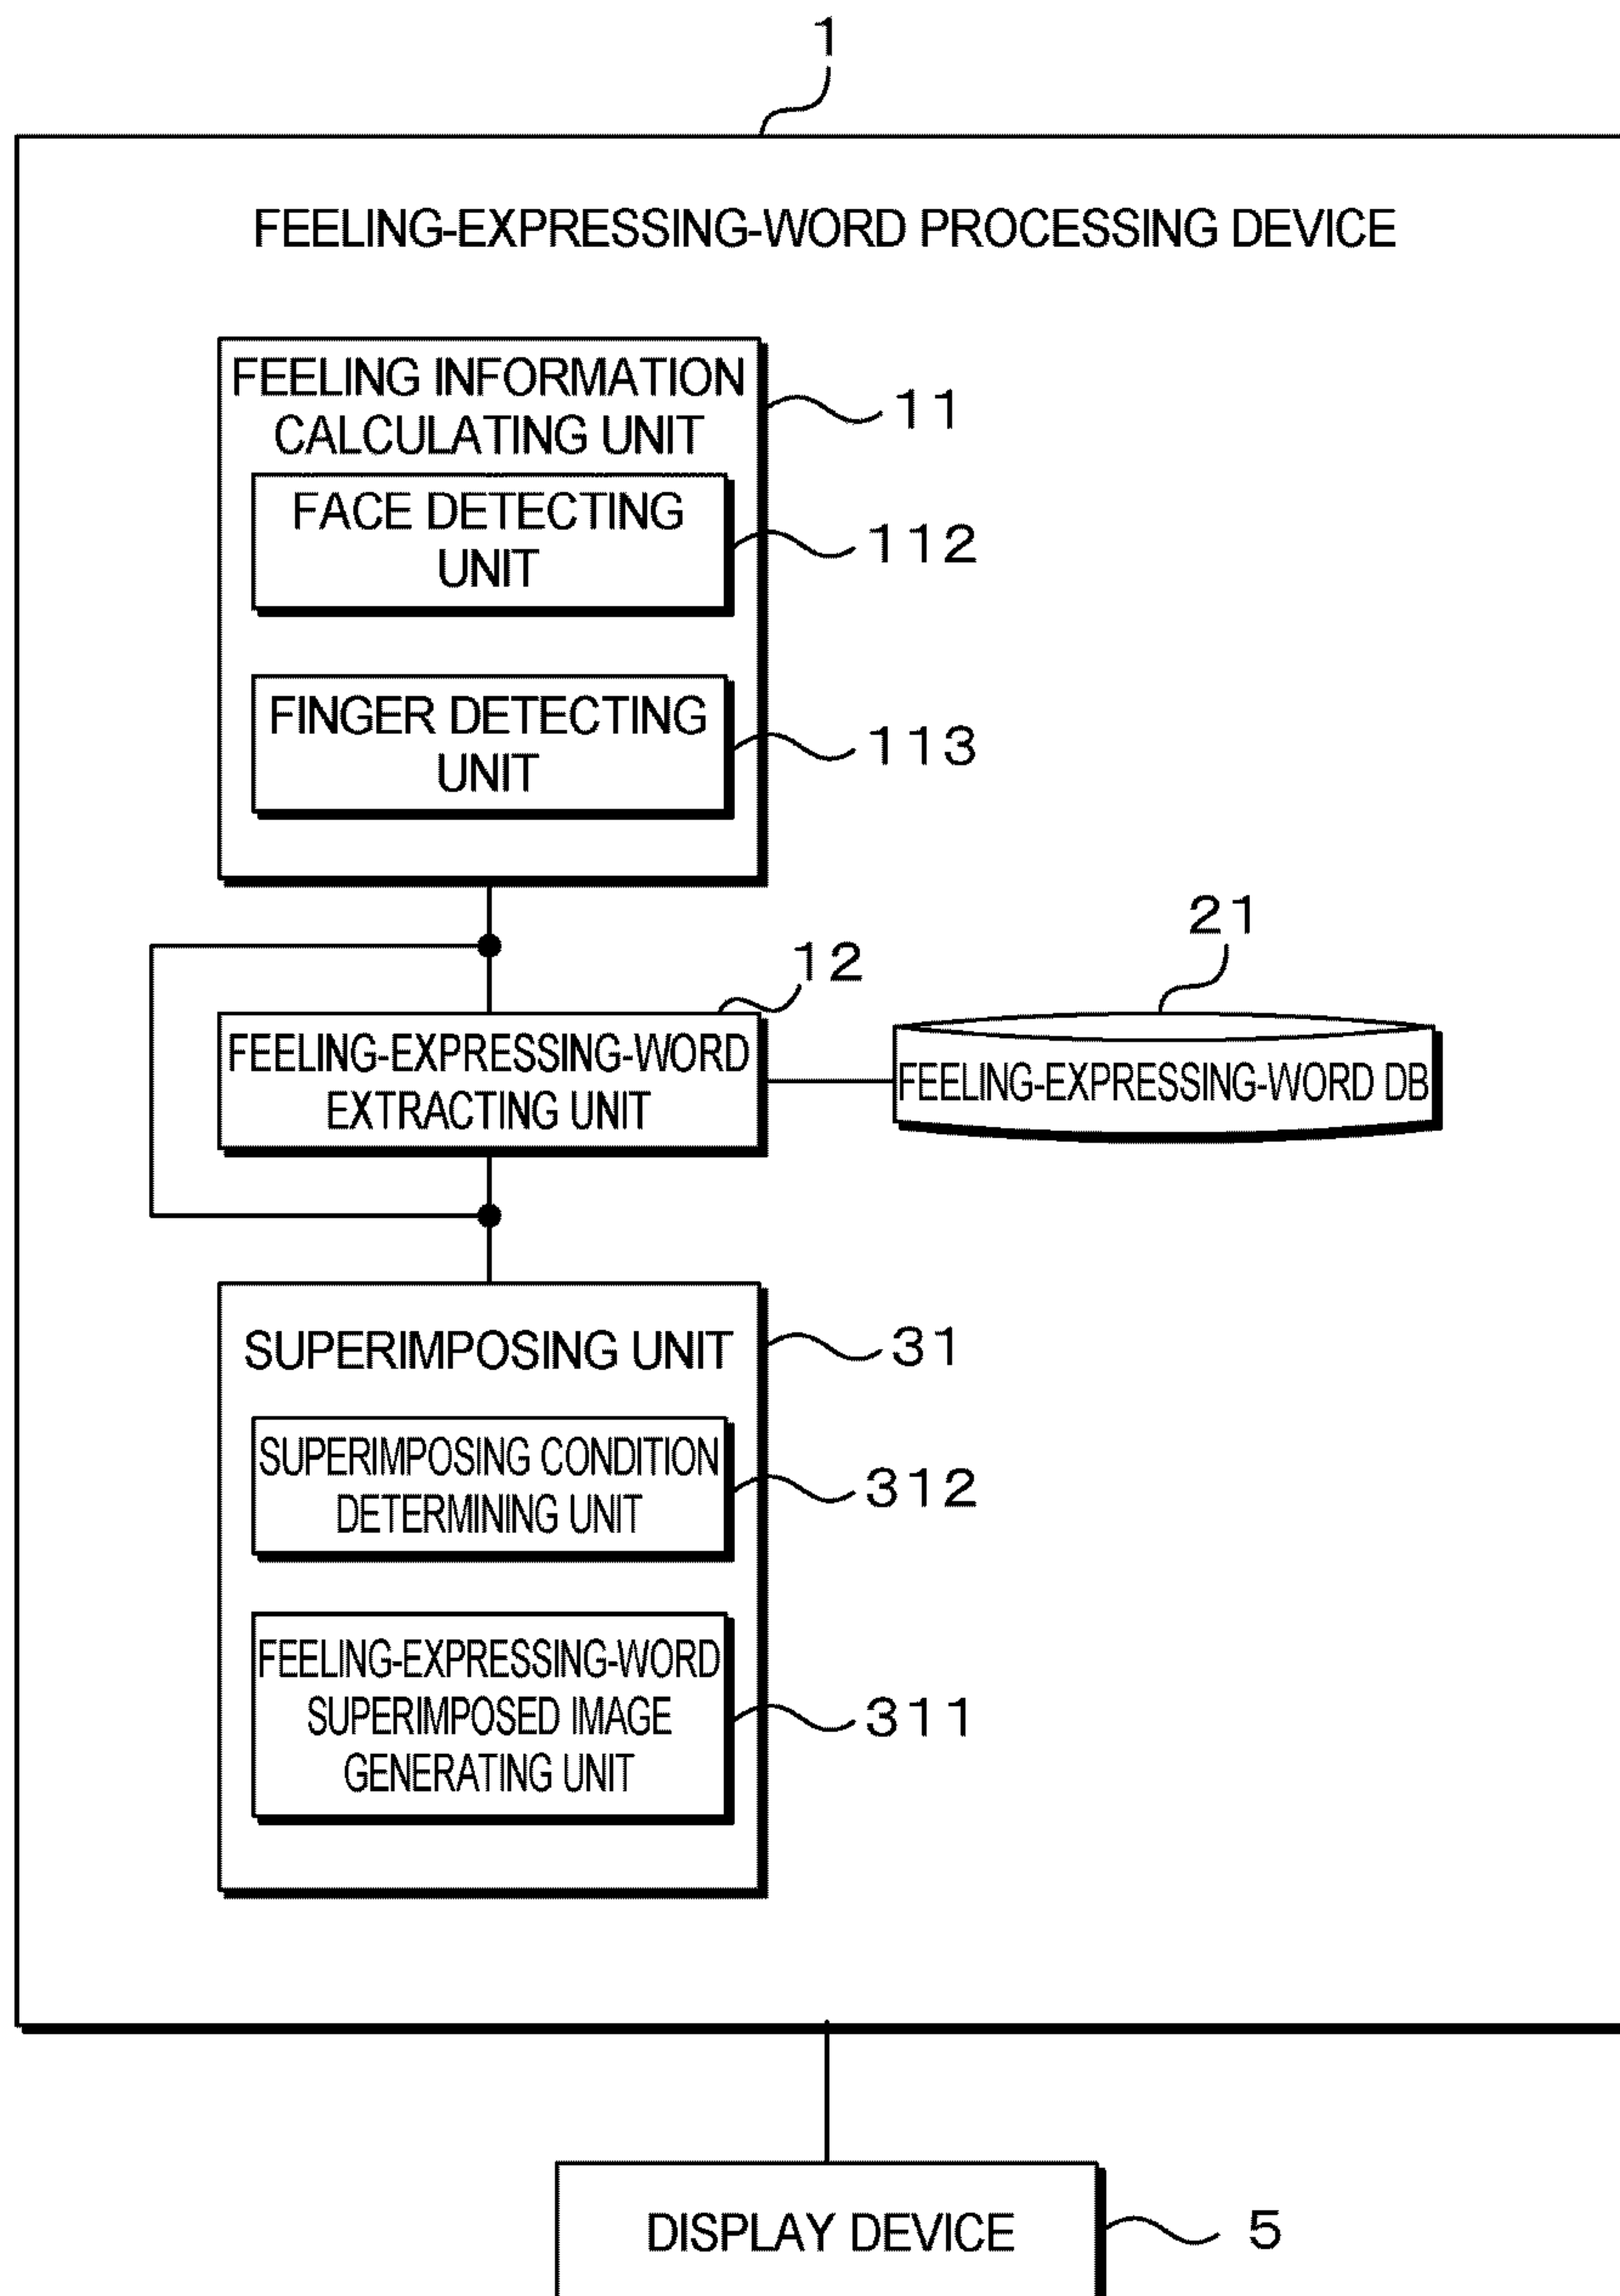 1
FEELING-EXPRESSING-WORD PROCESSING DEVICE
FEELING INFORMATION
CALCULATING UNIT
11
FACE DETECTING
UNIT
112
FINGER DETECTING
UNIT
113
12
21
FEELING-EXPRESSING-WORD
EXTRACTING UNIT
FEELING-EXPRESSING-WORD DB
SUPERIMPOSING UNIT
31
SUPERIMPOSING CONDITION
DETERMINING UNIT
312
FEELING-EXPRESSING-WORD
SUPERIMPOSED IMAGE
GENERATING UNIT
311
DISPLAY DEVICE
5